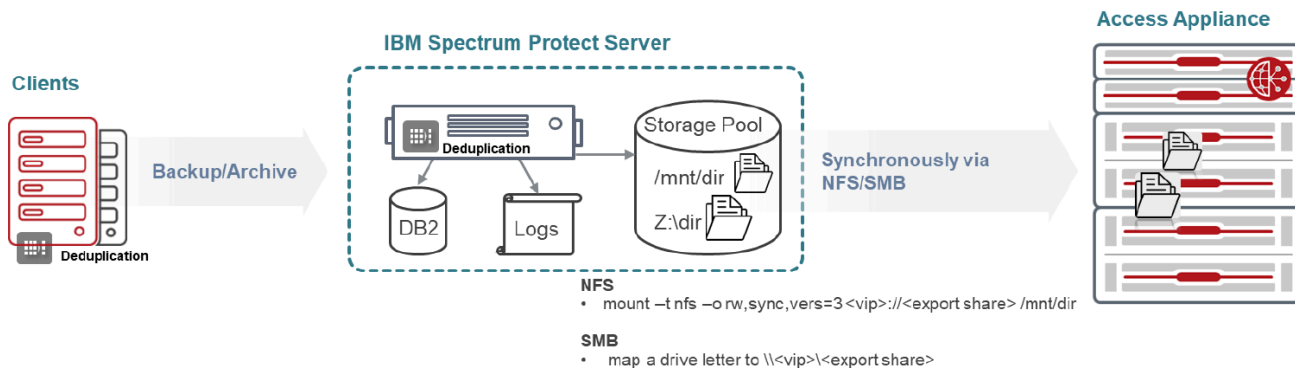 Access Appliance
IBM Spectrum Protect Server
Clients
Deduplication
Backup/Archive
Deduplication
DB2
Logs
Storage Pool
/mnt/dir
Z:\dir
Synchronously via
NFS/SMB
NFS
• mount –t nfs –o rw,sync,vers=3 <vip>://<export share> /mnt/dir
SMB
• map a drive letter to \\<vip>\<export share>